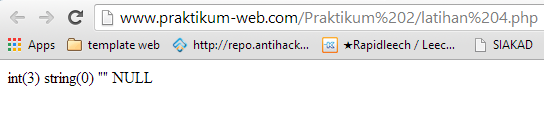 www.praktikum-web.com/Praktikum%202/latihan%204.php
Apps template web http://repo.antihack... ★Rapidleech / Leec... SIAKAD
int(3) string(0) "" NULL